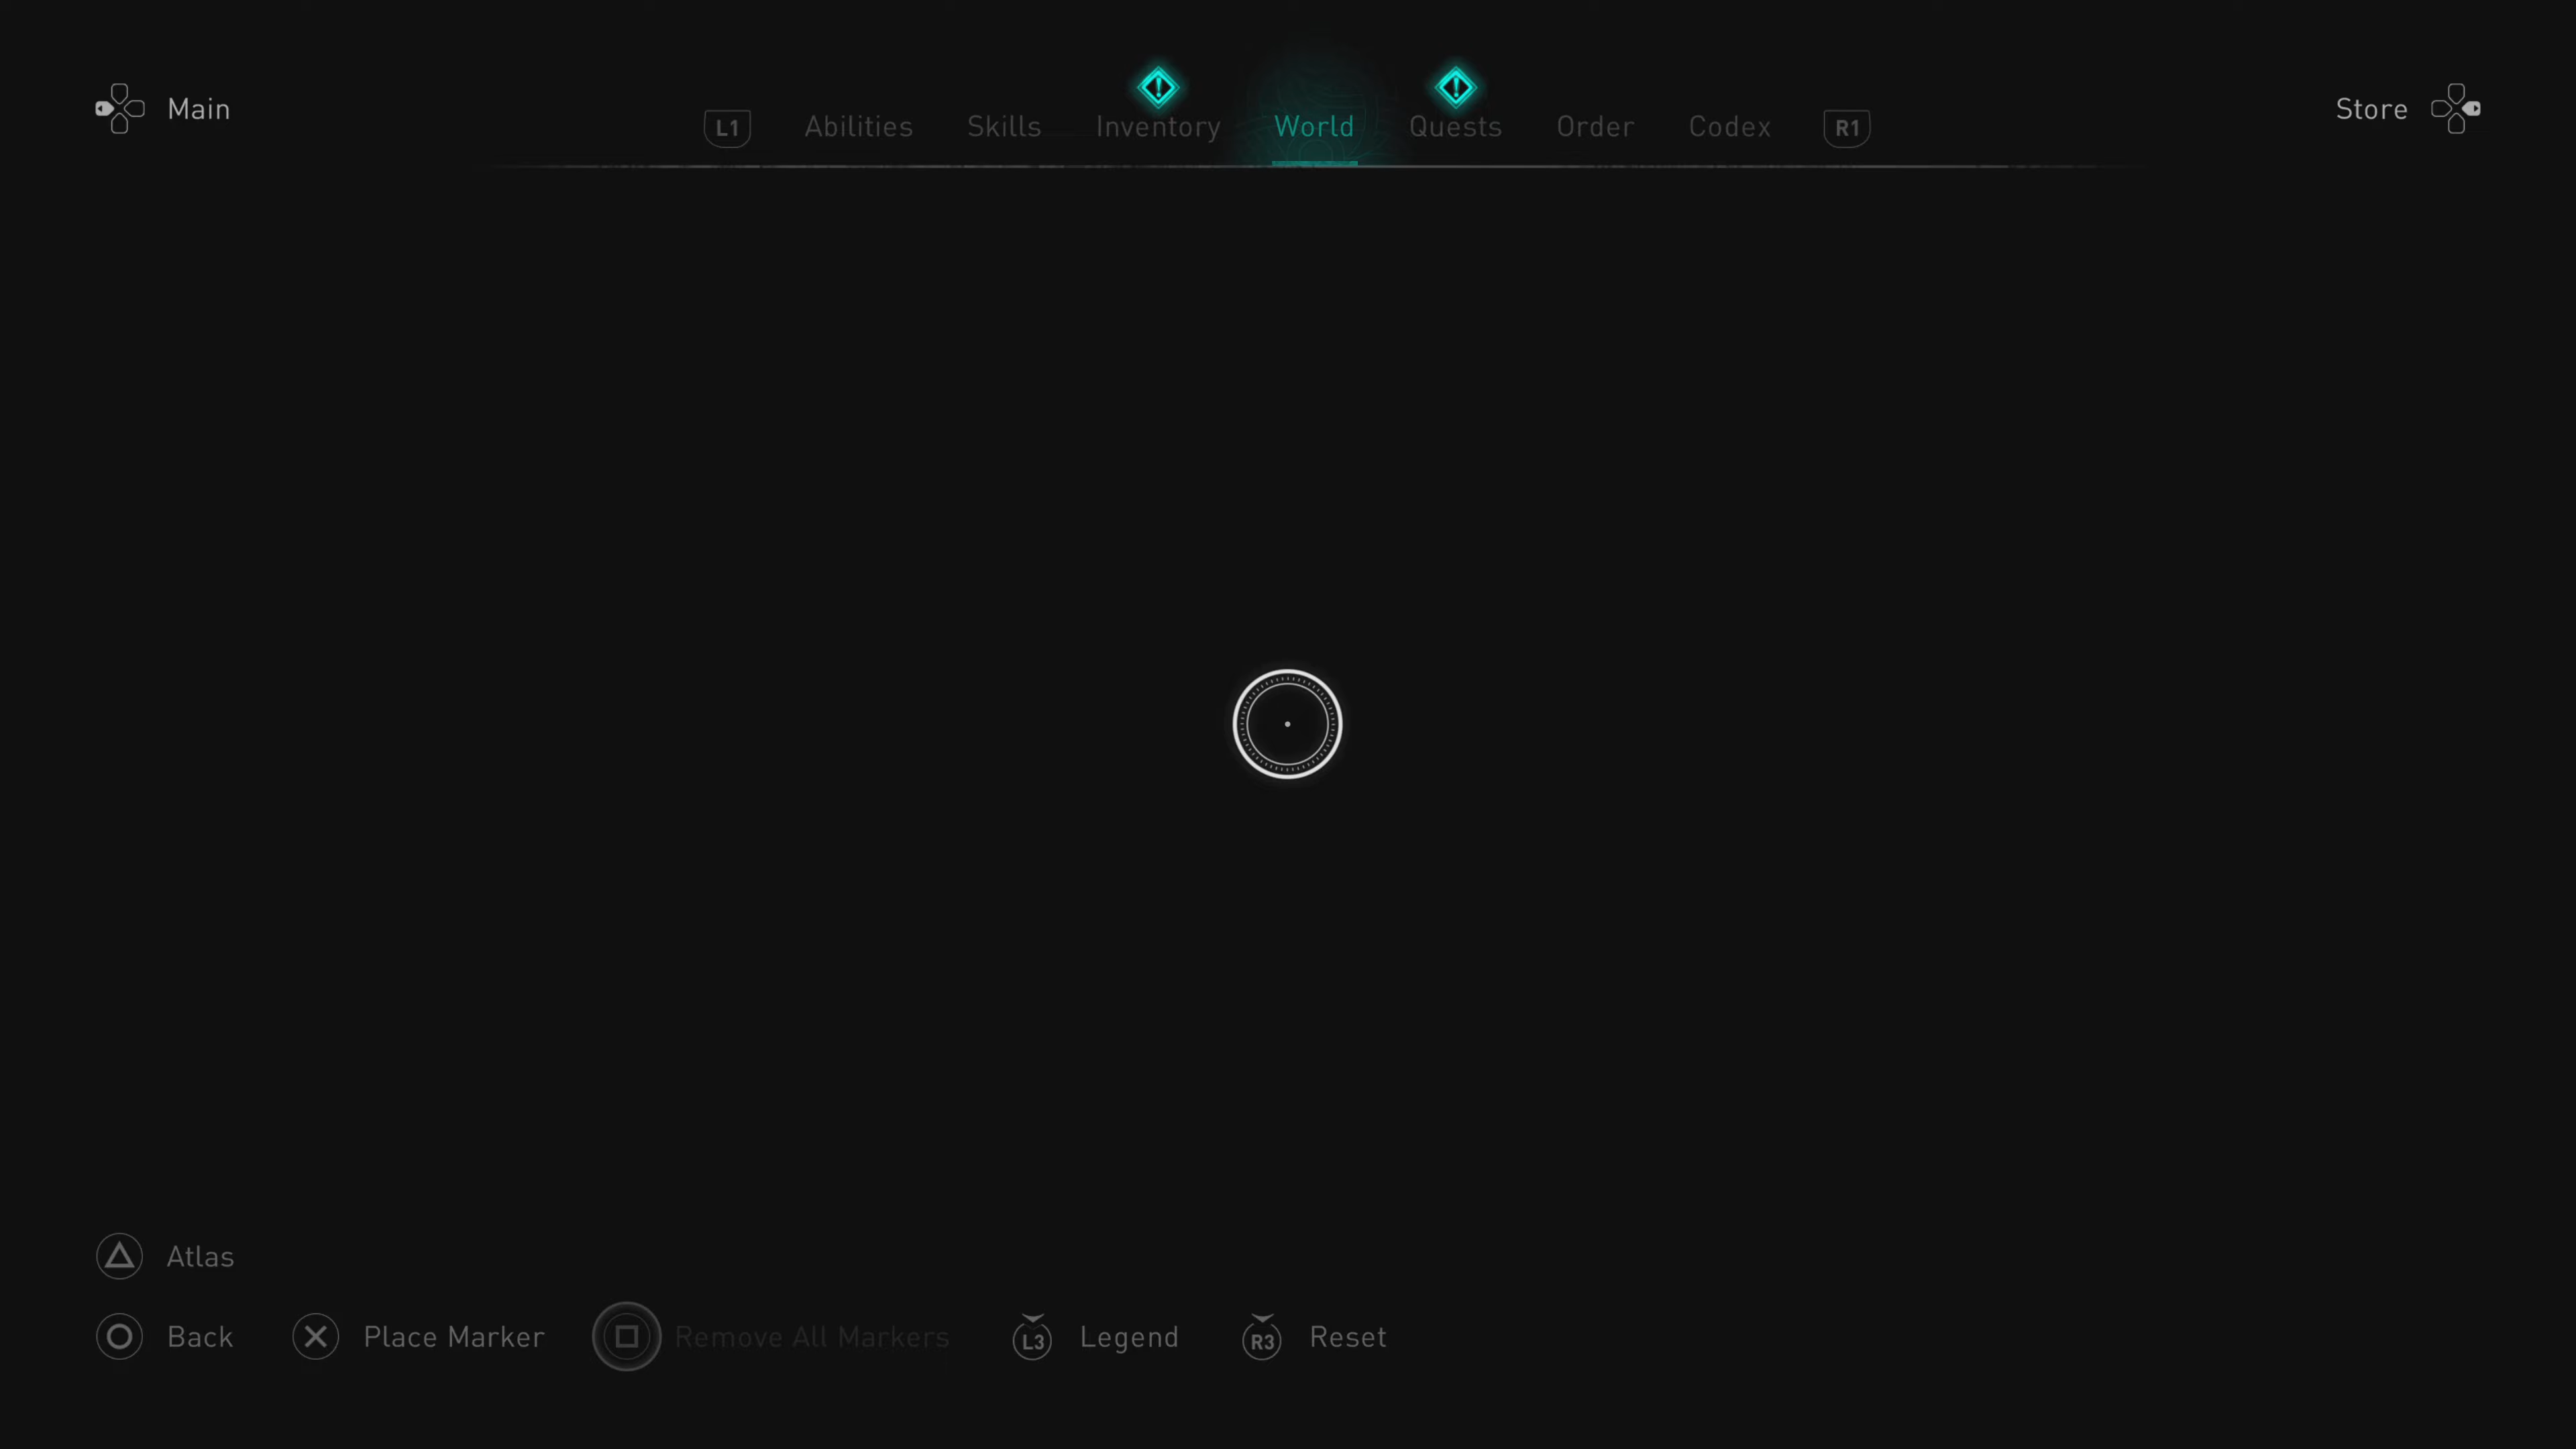 Main
L1 Abilities Skills Inventory World Quests Order Codex R1
Store
Atlas
Back Place Marker Remove All Markers L3 Legend R3 Reset